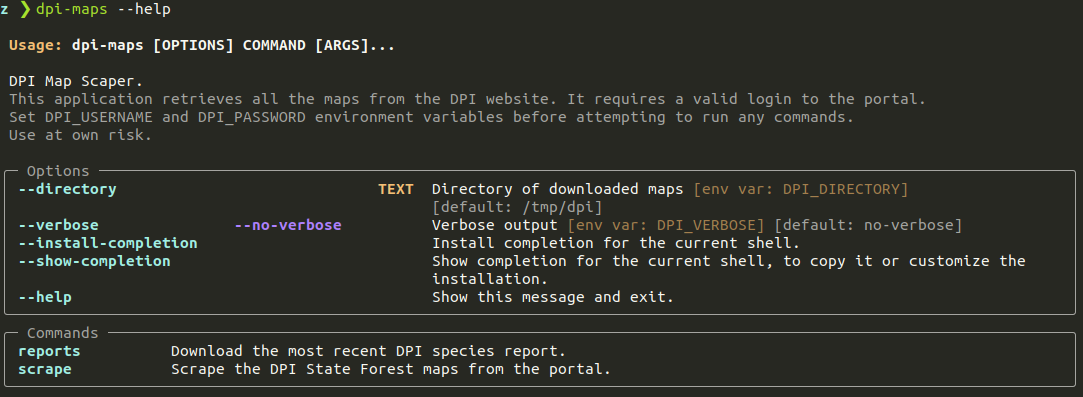 z ❯ dpi-maps --help
Usage: dpi-maps [OPTIONS] COMMAND [ARGS]...
DPI Map Scaper.
This application retrieves all the maps from the DPI website. It requires a valid login to the portal.
Set DPI_USERNAME and DPI_PASSWORD environment variables before attempting to run any commands.
Use at own risk.
Options
--directory TEXT Directory of downloaded maps [env var: DPI_DIRECTORY]
[default: /tmp/dpi]
--verbose --no-verbose Verbose output [env var: DPI_VERBOSE] [default: no-verbose]
--install-completion Install completion for the current shell.
--show-completion Show completion for the current shell, to copy it or customize the
installation.
--help Show this message and exit.
Commands
reports Download the most recent DPI species report.
scrape Scrape the DPI State Forest maps from the portal.